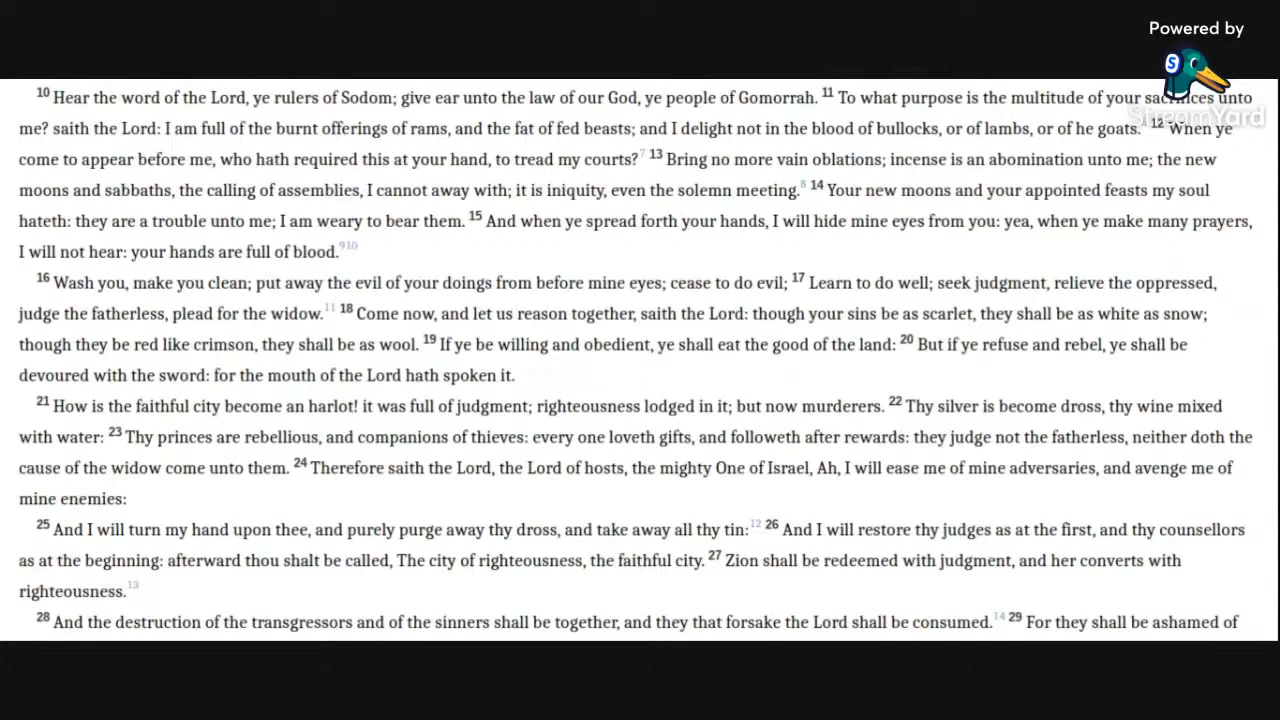 Powered by
S
StreamYard
10 Hear the word of the Lord, ye rulers of Sodom; give ear unto the law of our God, ye people of Gomorrah. 11 To what purpose is the multitude of your sacrifices unto
me? saith the Lord: I am full of the burnt offerings of rams, and the fat of fed beasts; and I delight not in the blood of bullocks, or of lambs, or of he goats. 12 When ye
come to appear before me, who hath required this at your hand, to tread my courts?7 13 Bring no more vain oblations; incense is an abomination unto me; the new
moons and sabbaths, the calling of assemblies, I cannot away with; it is iniquity, even the solemn meeting.8 14 Your new moons and your appointed feasts my soul
hateth: they are a trouble unto me; I am weary to bear them. 15 And when ye spread forth your hands, I will hide mine eyes from you: yea, when ye make many prayers,
I will not hear: your hands are full of blood.910
16 Wash you, make you clean; put away the evil of your doings from before mine eyes; cease to do evil; 17 Learn to do well; seek judgment, relieve the oppressed,
judge the fatherless, plead for the widow.11 18 Come now, and let us reason together, saith the Lord: though your sins be as scarlet, they shall be as white as snow;
though they be red like crimson, they shall be as wool. 19 If ye be willing and obedient, ye shall eat the good of the land: 20 But if ye refuse and rebel, ye shall be
devoured with the sword: for the mouth of the Lord hath spoken it.
21 How is the faithful city become an harlot! it was full of judgment; righteousness lodged in it; but now murderers. 22 Thy silver is become dross, thy wine mixed
with water: 23 Thy princes are rebellious, and companions of thieves: every one loveth gifts, and followeth after rewards: they judge not the fatherless, neither doth the
cause of the widow come unto them. 24 Therefore saith the Lord, the Lord of hosts, the mighty One of Israel, Ah, I will ease me of mine adversaries, and avenge me of
mine enemies:
25 And I will turn my hand upon thee, and purely purge away thy dross, and take away all thy tin:12 26 And I will restore thy judges as at the first, and thy counsellors
as at the beginning: afterward thou shalt be called, The city of righteousness, the faithful city. 27 Zion shall be redeemed with judgment, and her converts with
righteousness.13
28 And the destruction of the transgressors and of the sinners shall be together, and they that forsake the Lord shall be consumed.14 29 For they shall be ashamed of